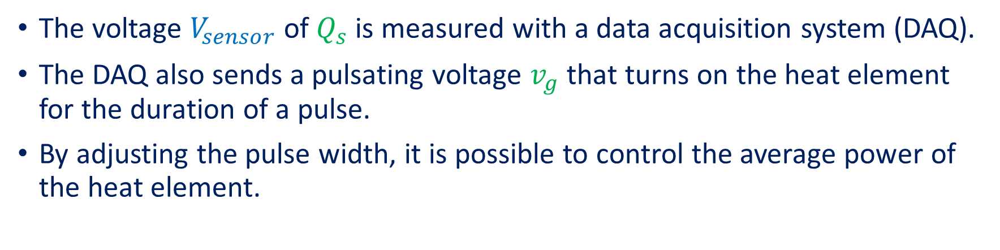 • The voltage V_sensor of Q_s is measured with a data acquisition system (DAQ).
• The DAQ also sends a pulsating voltage v_g that turns on the heat element
for the duration of a pulse.
• By adjusting the pulse width, it is possible to control the average power of
the heat element.